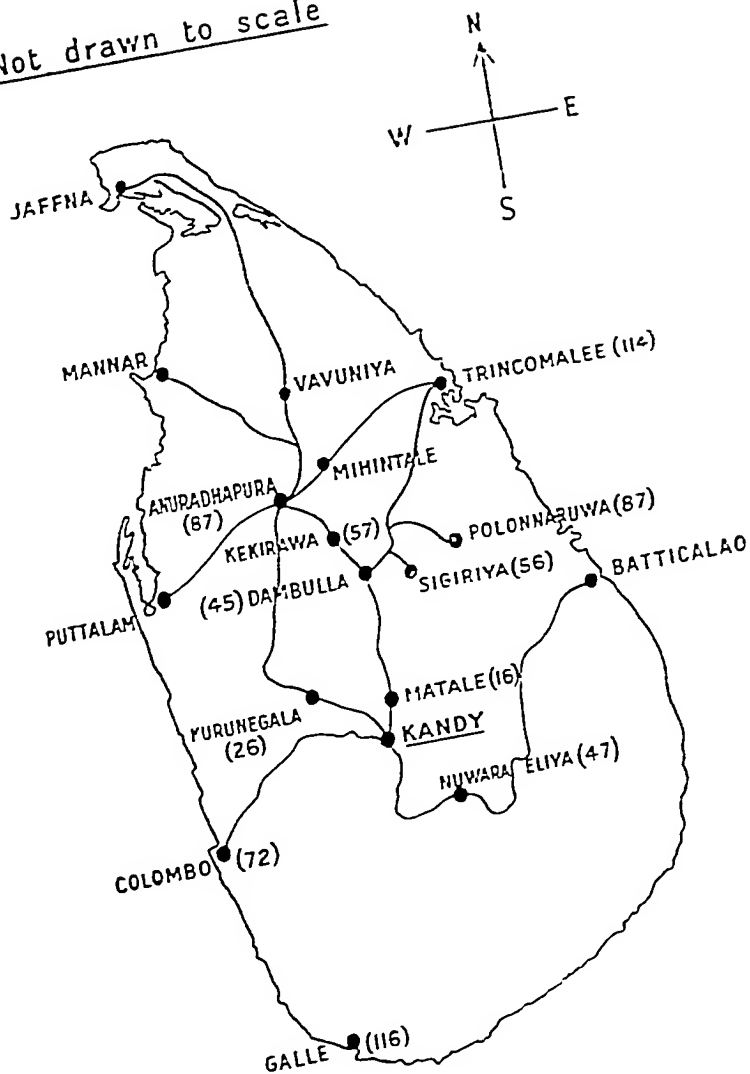 Not drawn to scale
N
W
E
S
JAFFNA
MANNAR
VAVUNIYA
TRINCOMALEE (114)
MIHINTALE
ANURADHAPURA
(87)
KEKIRAWA (57)
POLONNARUWA (87)
(45) DAMBULLA
SIGIRIYA (56)
BATTICALAO
PUTTALAM
MATALE (16)
KURUNEGALA
(26)
KANDY
NUWARA ELIYA (47)
COLOMBO (72)
GALLE (116)